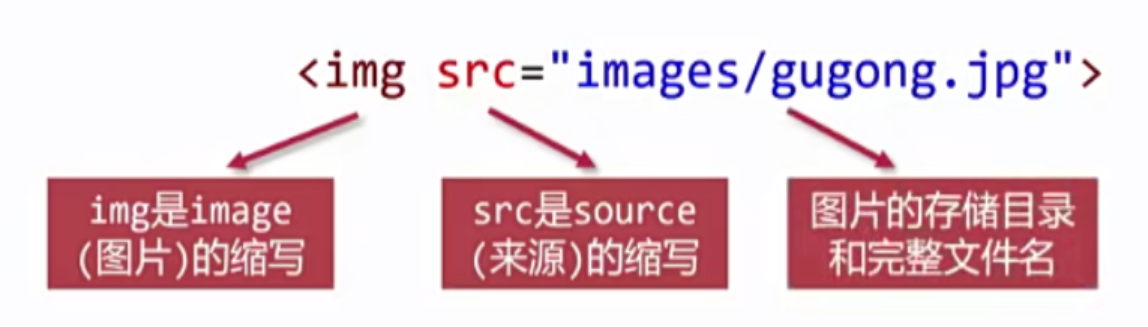 <img src="images/gugong.jpg">
img是image
(图片)的缩写
src是source
(来源)的缩写
图片的存储目录
和完整文件名